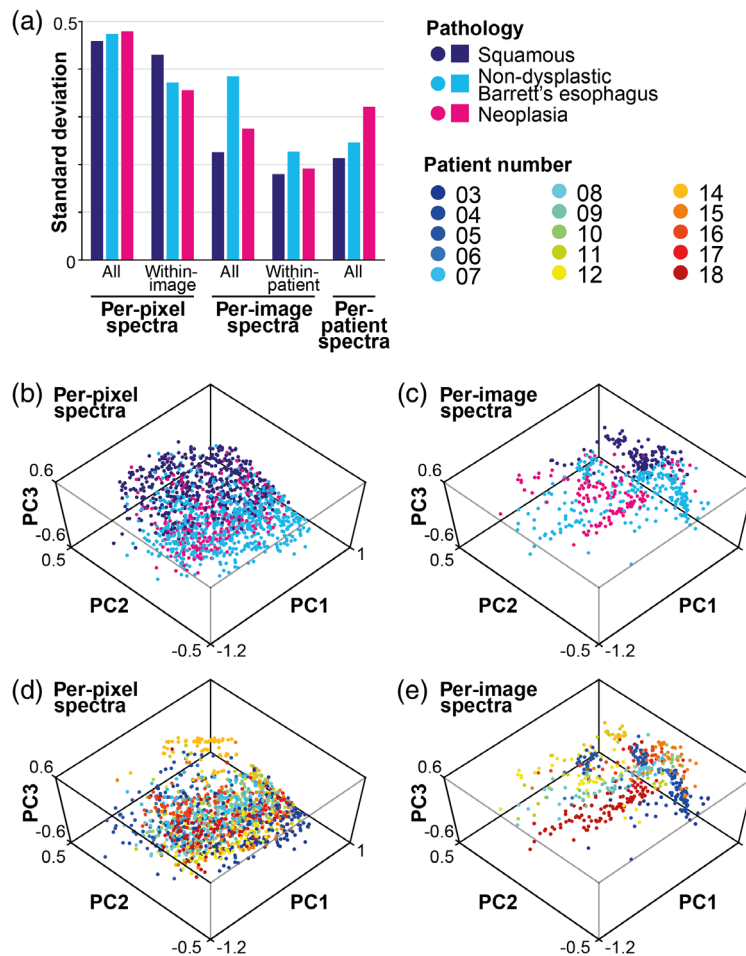 (a)
0.5
Standard deviation
0
All
Within-
image
All
Within-
patient
All
Per-pixel
spectra
Per-image
spectra
Per-
patient
spectra
Pathology
Squamous
Non-dysplastic
Barrett's esophagus
Neoplasia
Patient number
03
04
05
06
07
08
09
10
11
12
14
15
16
17
18
(b)
Per-pixel
spectra
0.6
PC3
-0.6
0.5
PC2
-0.5
-1.2
PC1
1
(c)
Per-image
spectra
0.6
PC3
-0.6
0.5
PC2
-0.5
-1.2
PC1
1
(d)
Per-pixel
spectra
0.6
PC3
-0.6
0.5
PC2
-0.5
-1.2
PC1
1
(e)
Per-image
spectra
0.6
PC3
-0.6
0.5
PC2
-0.5
-1.2
PC1
1